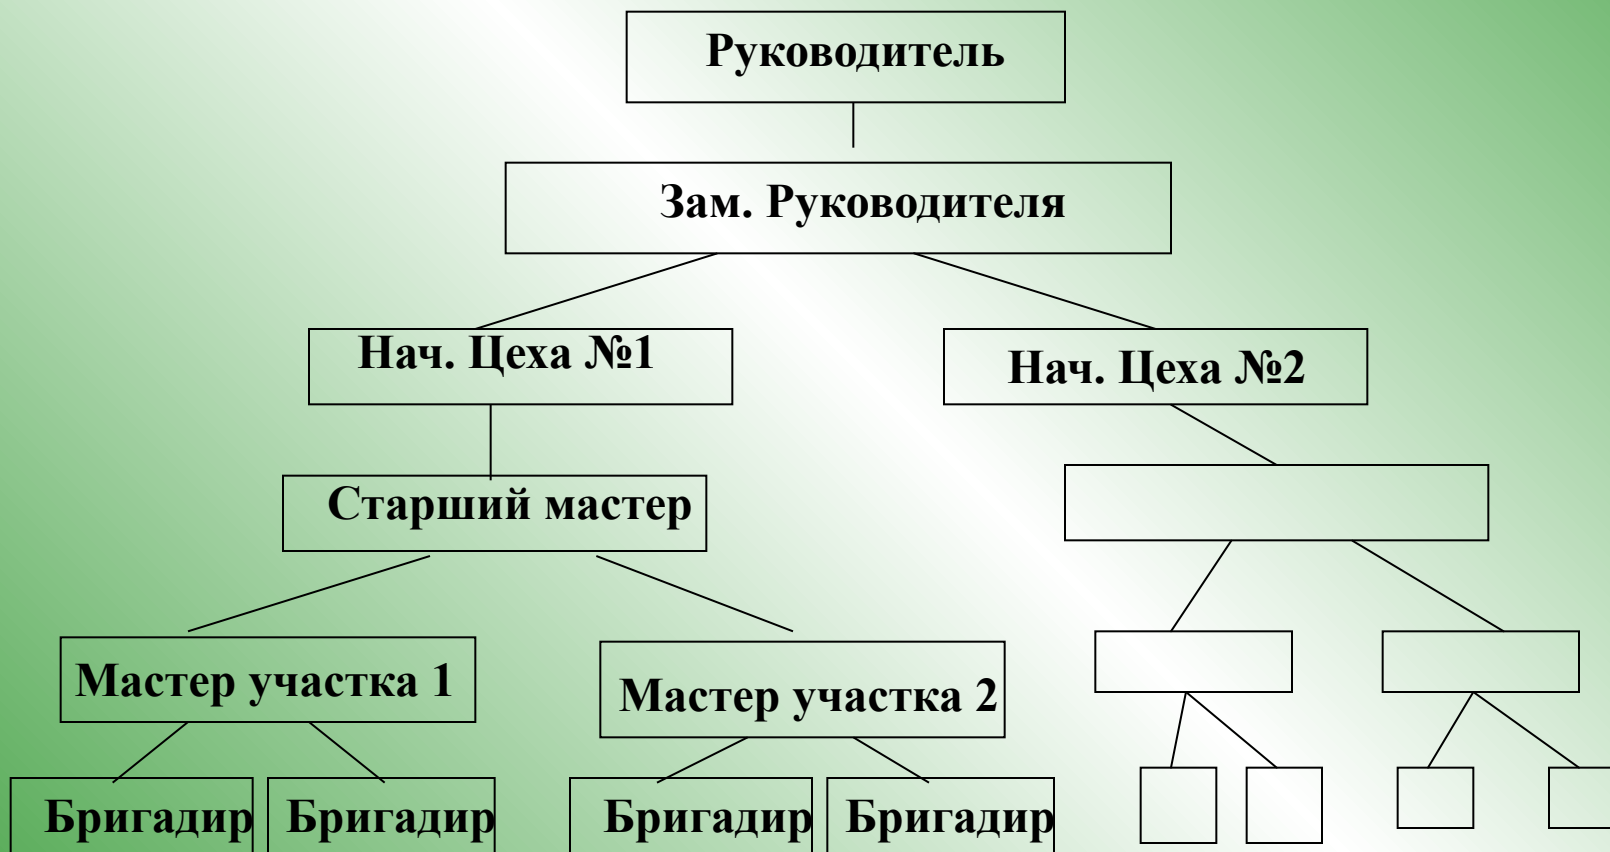 Руководитель
Зам. Руководителя
Нач. Цеха №1
Нач. Цеха №2
Старший мастер
Мастер участка 1
Мастер участка 2
Бригадир
Бригадир
Бригадир
Бригадир